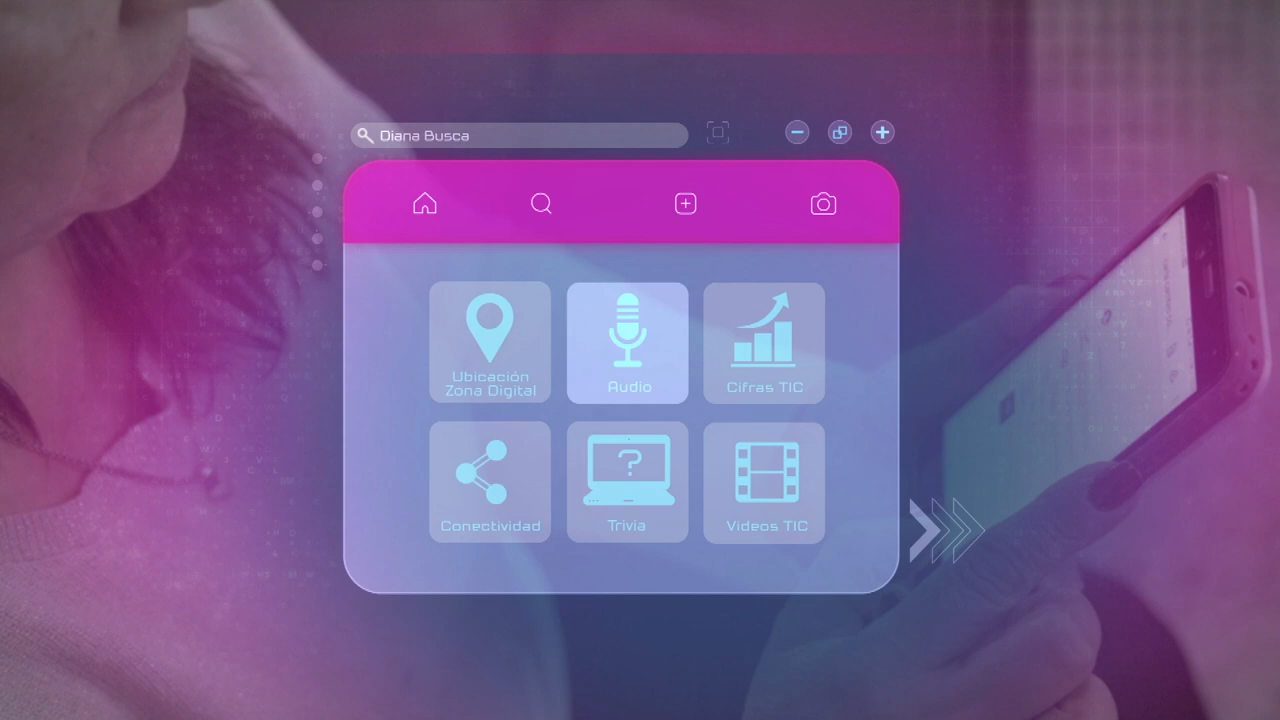 Diana Busca
Ubicación
Zona Digital
Audio
Cifras TIC
Conectividad
?
Trivia
Videos TIC